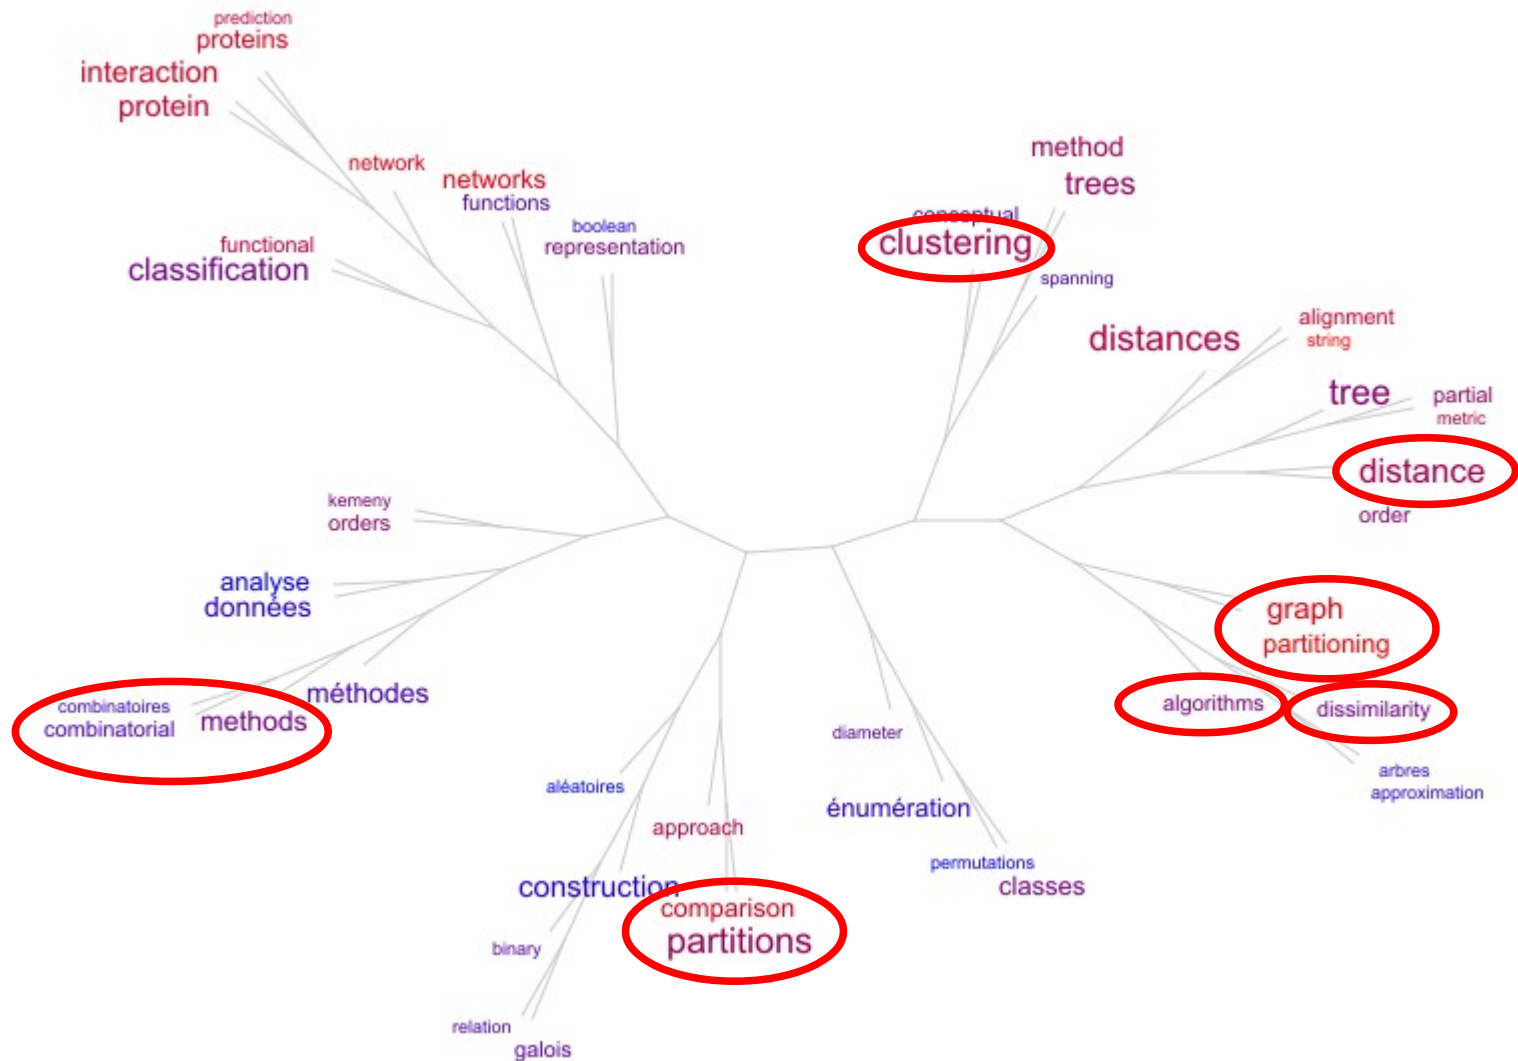 prediction
proteins
interaction
protein
network
networks
functions
boolean
representation
functional
classification
method
trees
conceptual
clustering
spanning
distances
alignment
string
tree
partial
metric
distance
order
kemeny
orders
analyse
données
méthodes
combinatoires
combinatorial
methods
graph
partitioning
algorithms
dissimilarity
arbres
approximation
diameter
énumération
permutations
classes
aléatoires
approach
construction
comparison
partitions
binary
relation
galois